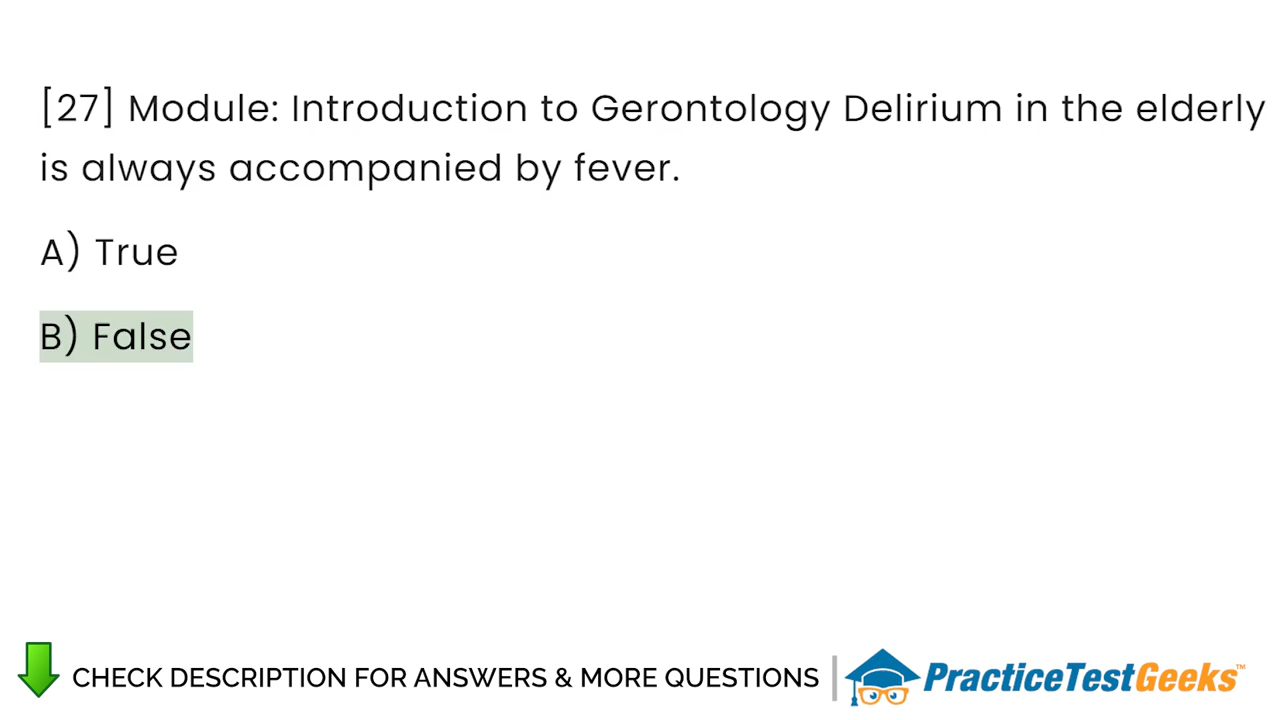 [27] Module: Introduction to Gerontology Delirium in the elderly
is always accompanied by fever.
A) True
B) False
CHECK DESCRIPTION FOR ANSWERS & MORE QUESTIONS
PracticeTestGeeks™